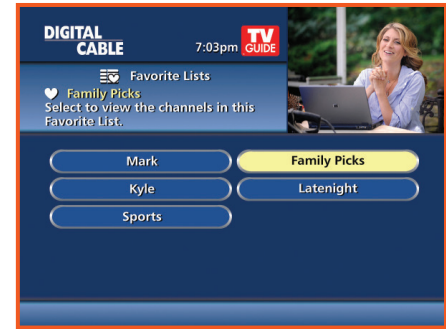 DIGITAL
CABLE
7:03pm
TV
GUIDE
Favorite Lists
Family Picks
Select to view the channels in this
Favorite List.
Mark
Family Picks
Kyle
Latenight
Sports